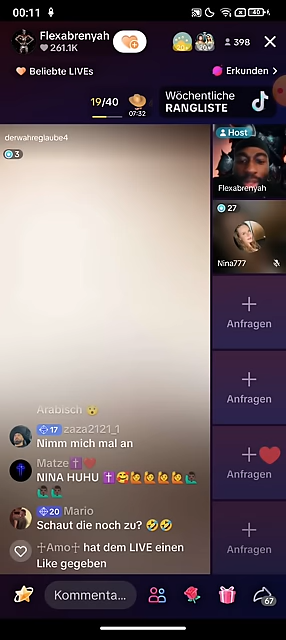 00:11
45
Flexabrenyah
261.1K
398
Beliebte LIVEs
Erkunden >
19/40
07:32
Wöchentliche
RANGLISTE
derwahreglaube4
3
Host
Flexabrenyah
27
Nina777
Anfragen
Anfragen
Anfragen
Anfragen
Arabisch 😮
17 zaza2121_1
Nimm mich mal an
Matze✝️❤️
NINA HUHU ✝️🥰🙋🙋🙋🙋🙋🏿‍♂️
🙋🏿‍♂️🙋🏿‍♂️
20 Mario
Schaut die noch zu? 🤣🤣
☩Amo☩ hat dem LIVE einen
Like gegeben
Kommenta...
67